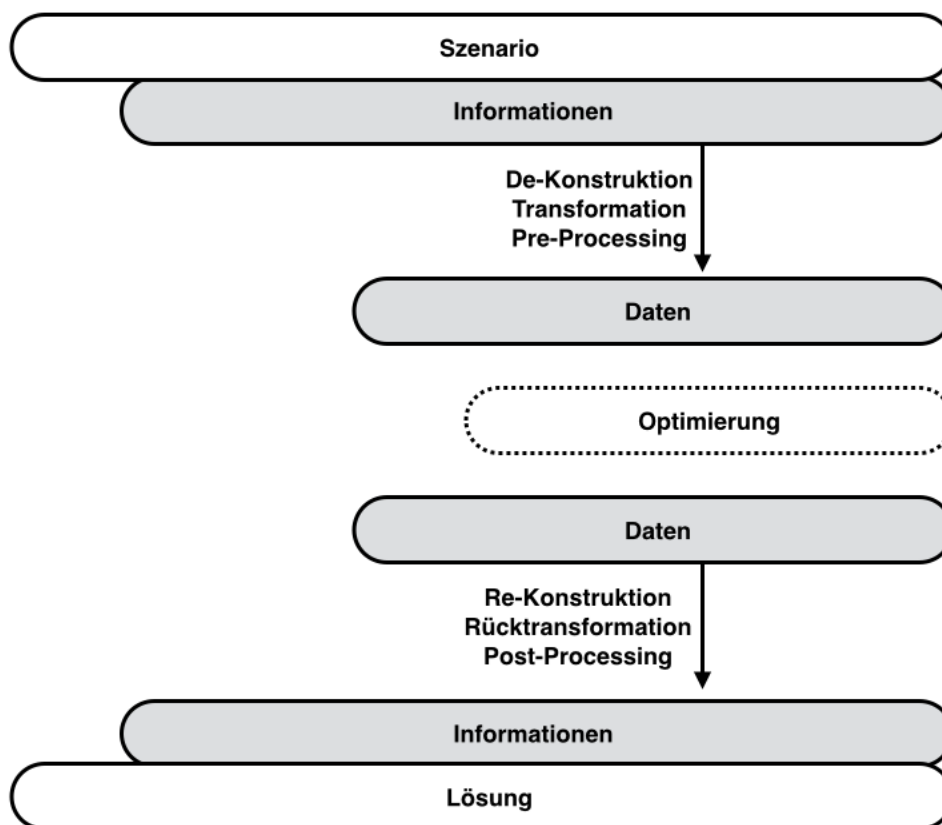 Szenario
Informationen
De-Konstruktion
Transformation
Pre-Processing
Daten
Optimierung
Daten
Re-Konstruktion
Rücktransformation
Post-Processing
Informationen
Lösung